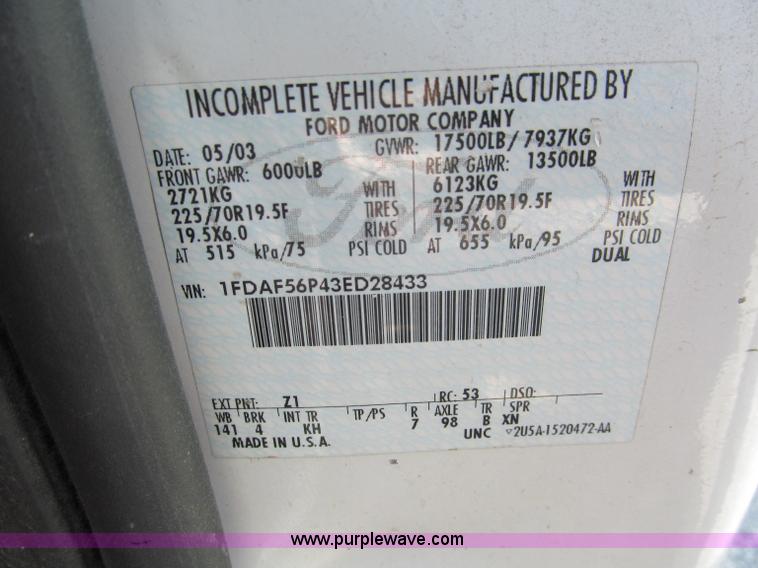 INCOMPLETE VEHICLE MANUFACTURED BY
FORD MOTOR COMPANY
DATE: 05/03 GVWR: 17500LB/ 7937KG
FRONT GAWR: 6000LB REAR GAWR: 13500LB
2721KG WITH 6123KG WITH
225/70R19.5F TIRES 225/70R19.5F TIRES
19.5X6.0 RIMS 19.5X6.0 RIMS
AT 515 kPa/75 PSI COLD AT 655 kPa/95 PSI COLD
DUAL
Ford
VIN: 1FDAF56P43ED28433
EXT PNT: Z1 RC: 53 DSO:
WB BRK INT TR TP/PS R AXLE TR SPR
141 4 KH 7 98 B XN
MADE IN U.S.A. UNC 2U5A-1520472-AA
www.purplewave.com